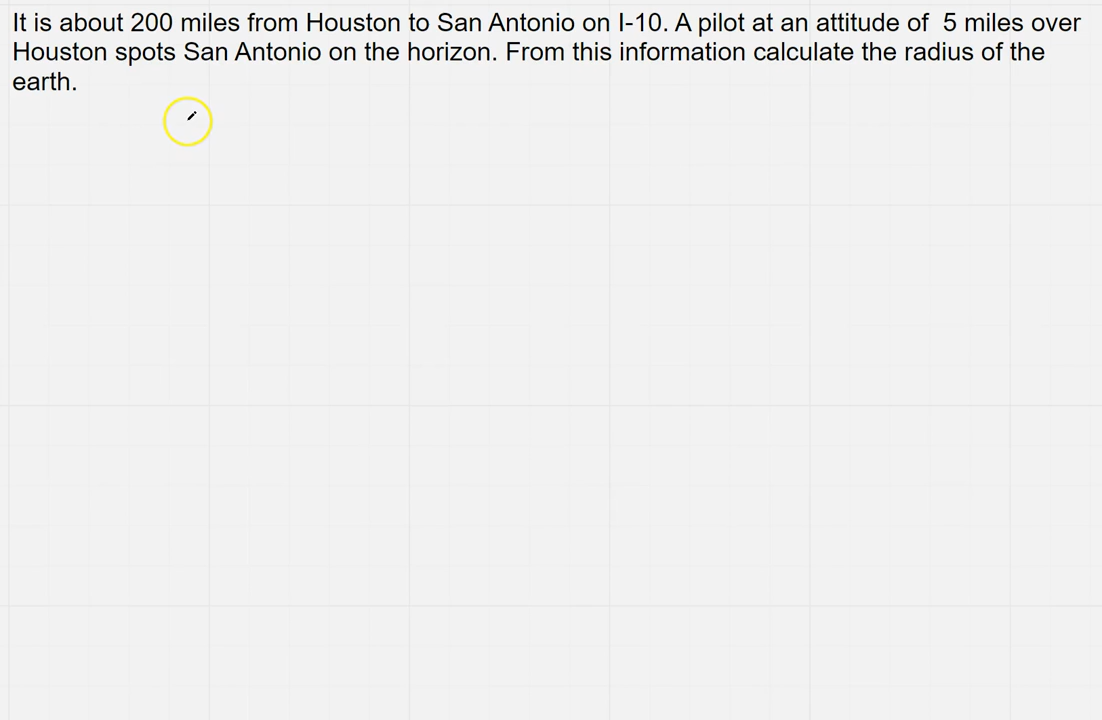 It is about 200 miles from Houston to San Antonio on I-10. A pilot at an attitude of  5 miles over
Houston spots San Antonio on the horizon. From this information calculate the radius of the
earth.